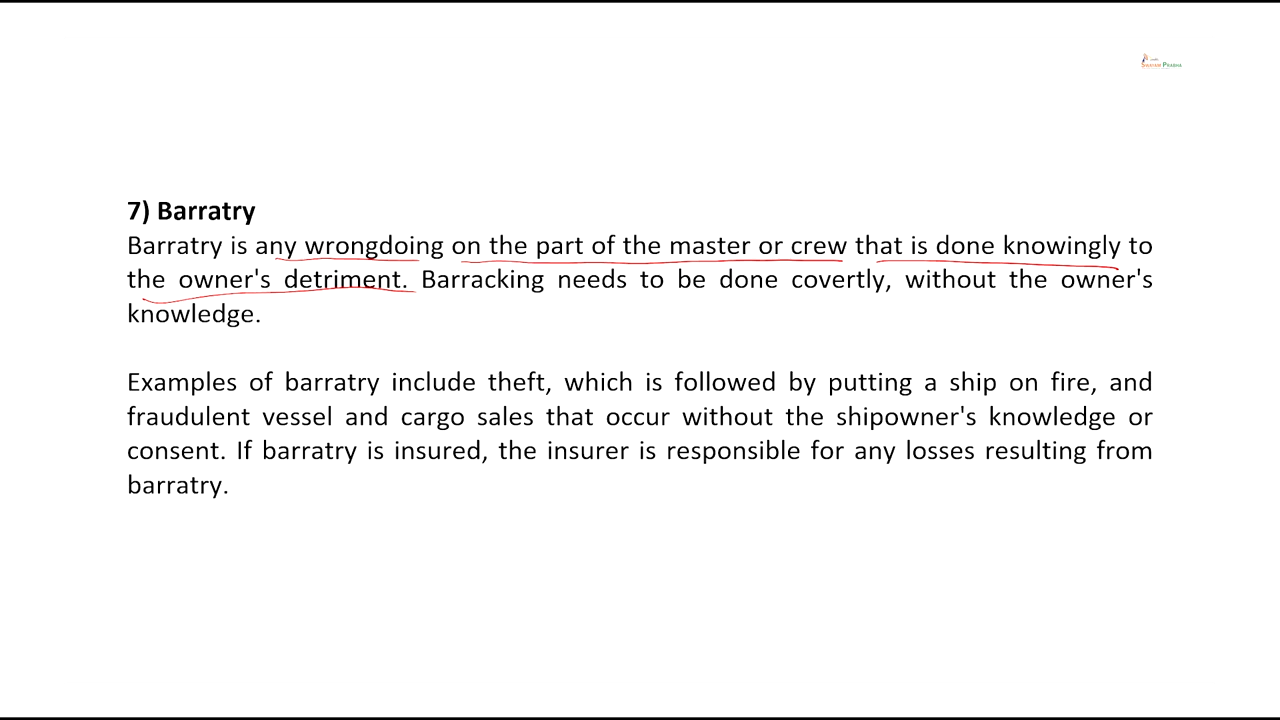 SWAYAM PRABHA
7) Barratry
Barratry is any wrongdoing on the part of the master or crew that is done knowingly to
the owner's detriment. Barracking needs to be done covertly, without the owner's
knowledge.
Examples of barratry include theft, which is followed by putting a ship on fire, and
fraudulent vessel and cargo sales that occur without the shipowner's knowledge or
consent. If barratry is insured, the insurer is responsible for any losses resulting from
barratry.